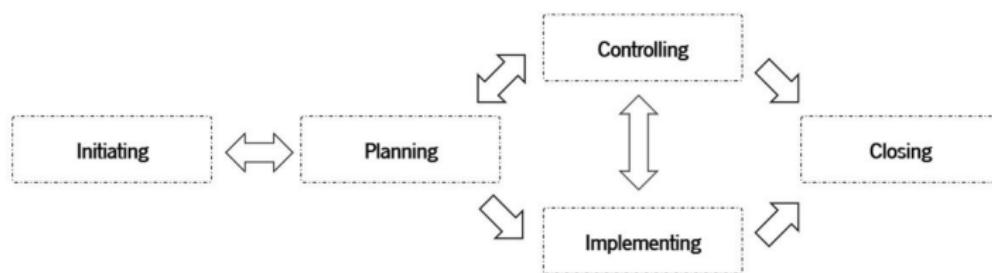 Controlling
Initiating
Planning
Closing
Implementing